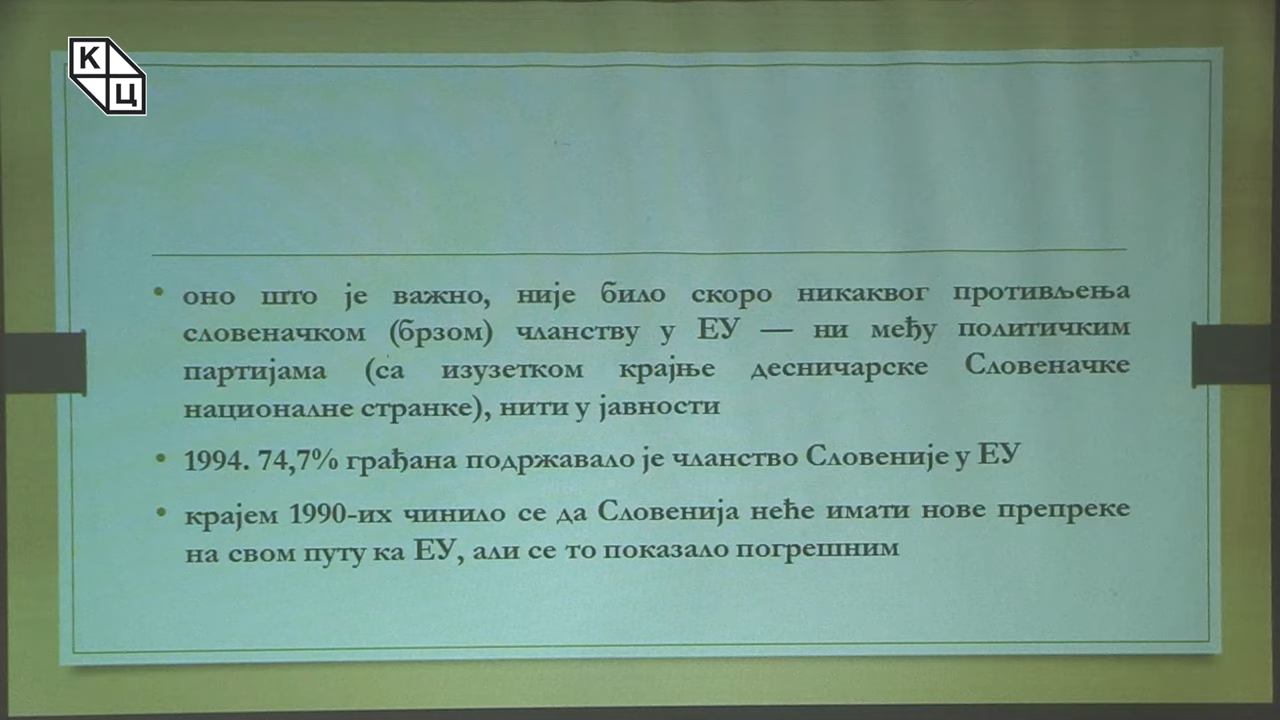 К
Ц
• оно што је важно, није било скоро никаквог противљења
словеначком (брзом) чланству у ЕУ — ни међу политичким
партијама (са изузетком крајње десничарске Словеначке
националне странке), нити у јавности
• 1994. 74,7% грађана подржавало је чланство Словеније у ЕУ
• крајем 1990-их чинило се да Словенија неће имати нове препреке
на свом путу ка ЕУ, али се то показало погрешним